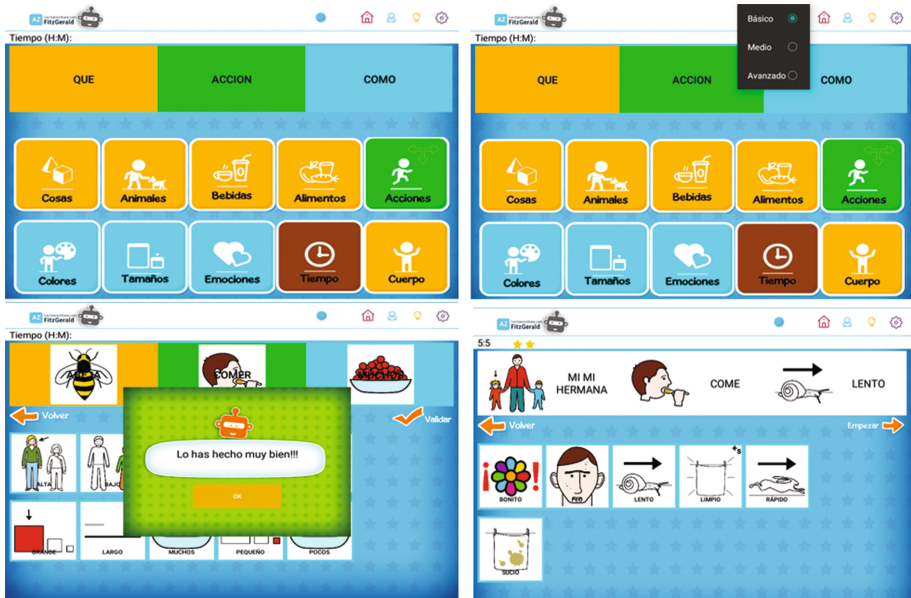 AZ
FitzGerald
Tiempo (H:M):
QUE
ACCION
COMO
Cosas
Animales
Bebidas
Alimentos
Acciones
Colores
Tamaños
Emociones
Tiempo
Cuerpo
AZ
FitzGerald
Básico
Medio
Avanzado
Tiempo (H:M):
QUE
ACCION
COMO
Cosas
Animales
Bebidas
Alimentos
Acciones
Colores
Tamaños
Emociones
Tiempo
Cuerpo
AZ
FitzGerald
Tiempo (H:M):
COMER
Volver
Validar
Lo has hecho muy bien!!!
OK
ALTA
BAJO
GRANDE
LARGO
MUCHOS
PEQUEÑO
POCOS
AZ
FitzGerald
5:5
MI MI
HERMANA
COME
LENTO
Volver
Empezar
BONITO
FEO
LENTO
+s
LIMPIO
RÁPIDO
SUCIO